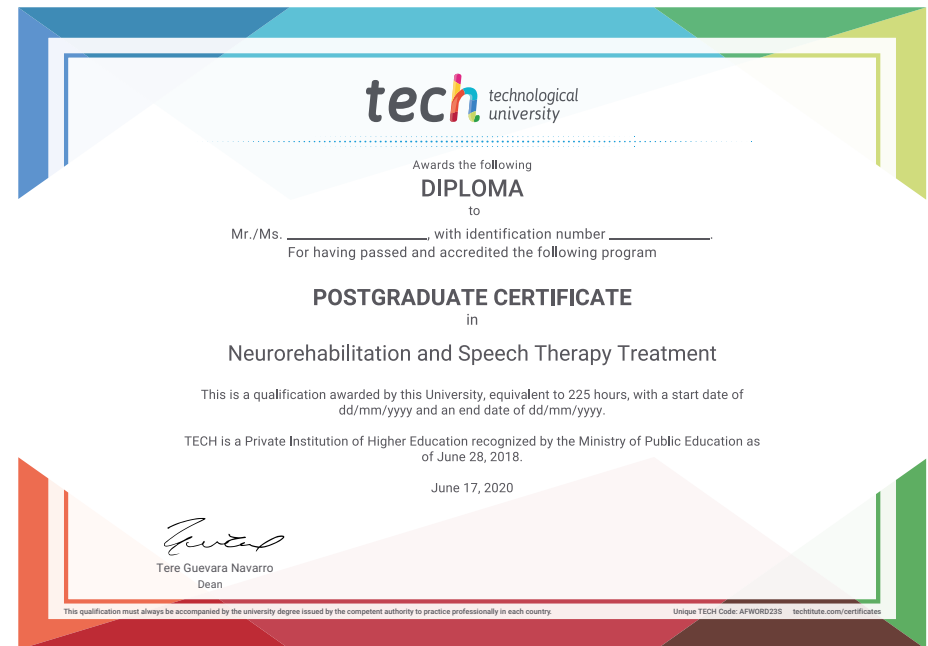 tech technological
university
Awards the following
DIPLOMA
to
Mr./Ms. ____________________, with identification number ______________.
For having passed and accredited the following program
POSTGRADUATE CERTIFICATE
in
Neurorehabilitation and Speech Therapy Treatment
This is a qualification awarded by this University, equivalent to 225 hours, with a start date of
dd/mm/yyyy and an end date of dd/mm/yyyy.
TECH is a Private Institution of Higher Education recognized by the Ministry of Public Education as
of June 28, 2018.
June 17, 2020
Tere Guevara Navarro
Dean
This qualification must always be accompanied by the university degree issued by the competent authority to practice professionally in each country. Unique TECH Code: AFWORD23S techtitute.com/certificates